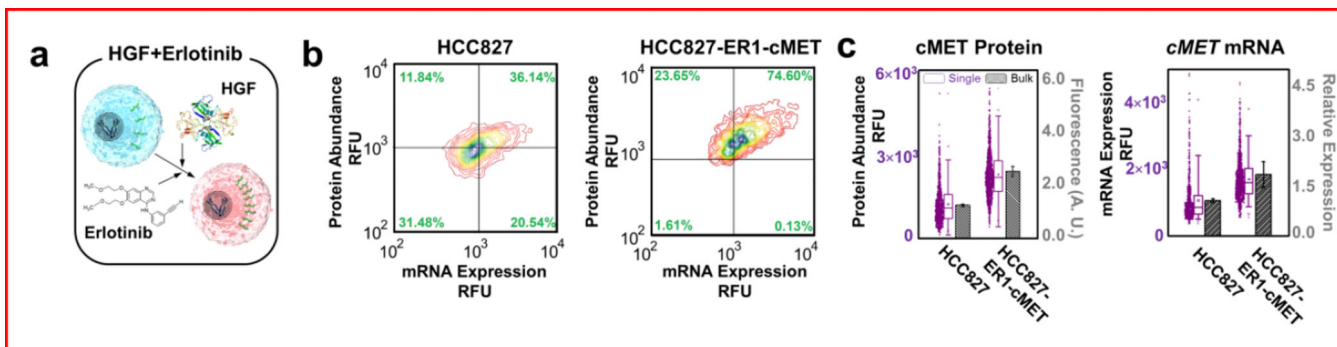 a
HGF+Erlotinib
HGF
Erlotinib
b
HCC827
Protein Abundance
RFU
10⁴
10³
10²
11.84%
36.14%
31.48%
20.54%
10²
10³
10⁴
mRNA Expression
RFU
HCC827-ER1-cMET
Protein Abundance
RFU
10⁴
10³
10²
23.65%
74.60%
1.61%
0.13%
10²
10³
10⁴
mRNA Expression
RFU
c
cMET Protein
Protein Abundance
RFU
6×10³
3×10³
0
Single
Bulk
6.0
4.0
2.0
0.0
Fluorescence (A. U.)
HCC827
HCC827-
ER1-cMET
cMET mRNA
mRNA Expression
RFU
4×10³
2×10³
0
4.5
3.0
1.5
0.0
Relative Expression
HCC827
HCC827-
ER1-cMET